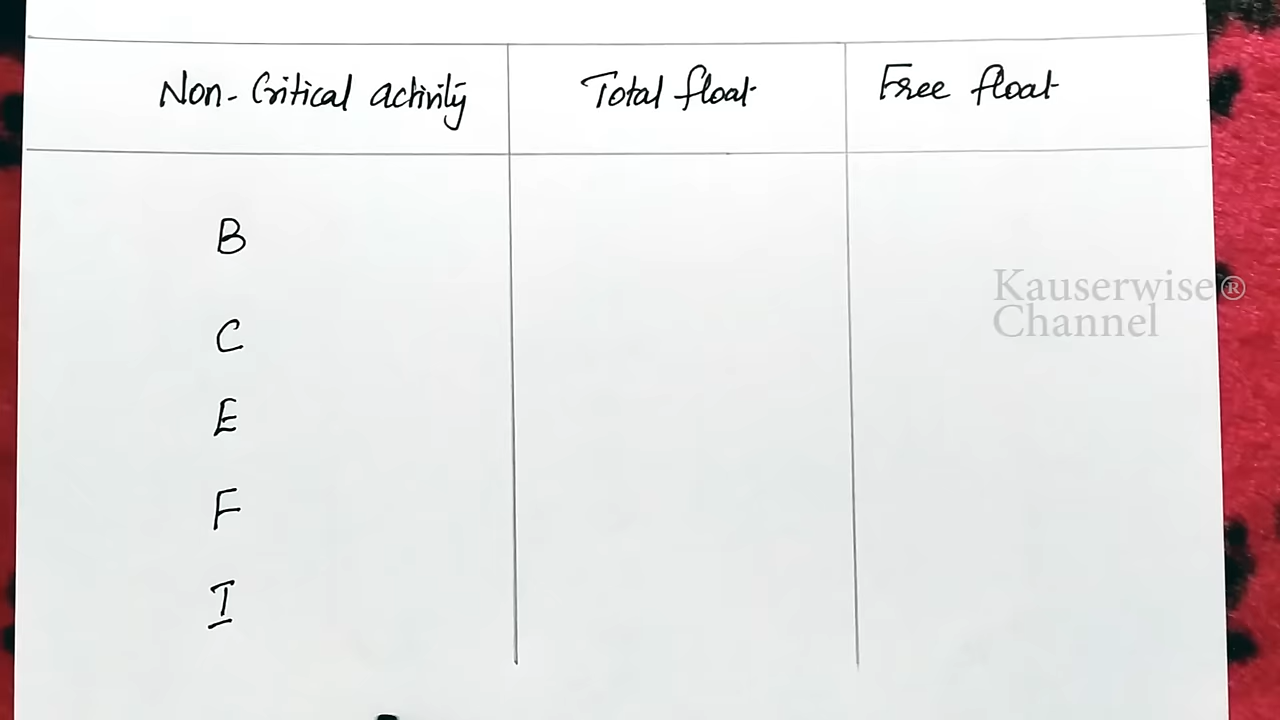 Non-Critical activity Total float Free float
B
Kauserwise®
Channel
C
E
F
I